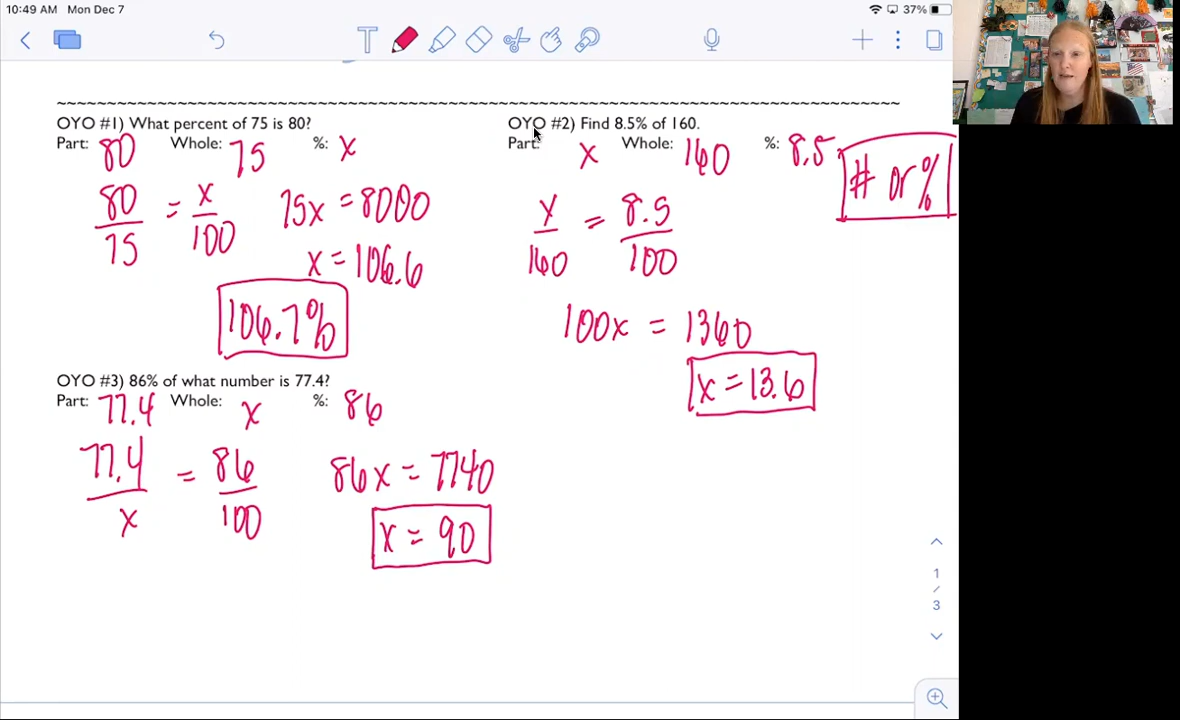 10:49 AM Mon Dec 7
37%
T
~~~~~~~~~~~~~~~~~~~~~~~~~~~~~~~~~~~~~~~~~~~~~~~~~~~~~~~~~~~~~~~~~~~~~~~~~~~~~~~~
OYO #1) What percent of 75 is 80?
Part: 80 Whole: 75 %: x
80/75 = x/100 75x = 8000
x = 106.6
106.7%
OYO #2) Find 8.5% of 160.
Part: x Whole: 160 %: 8.5
# or %
x/160 = 8.5/100
100x = 1360
x = 13.6
OYO #3) 86% of what number is 77.4?
Part: 77.4 Whole: x %: 86
77.4/x = 86/100 86x = 7740
x = 90
1
/
3